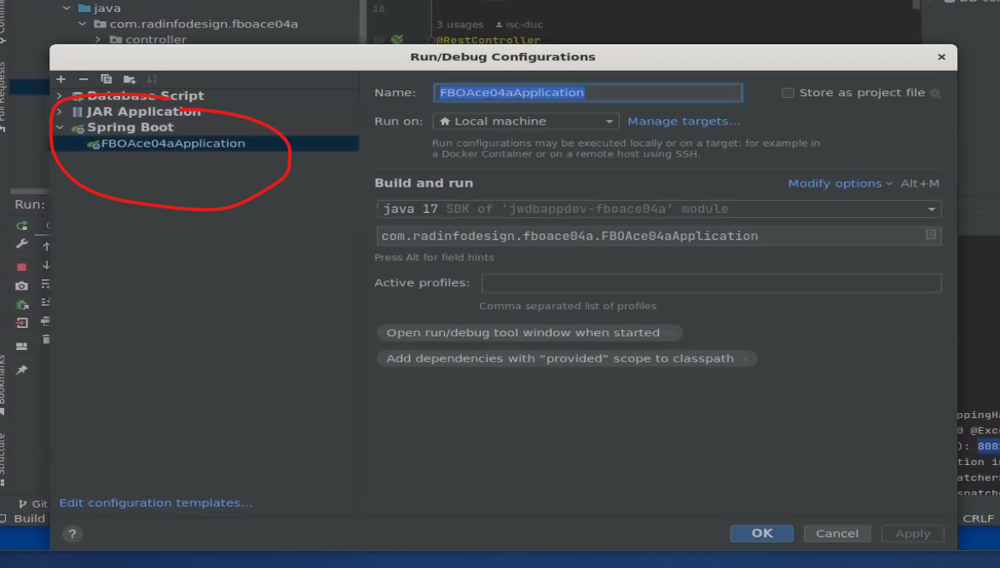 java
com.radinfodesign.fboace04a
controller
18
3 usages isc-duc
19 @RestController
Run/Debug Configurations
Database Script
JAR Application
Spring Boot
FBOAce04aApplication
Name: FBOAce04aApplication Store as project file
Run on: Local machine Manage targets...
Run configurations may be executed locally or on a target: for example in
a Docker Container or on a remote host using SSH.
Build and run Modify options Alt+M
java 17 SDK of 'jwdbappdev-fboace04a' module
com.radinfodesign.fboace04a.FBOAce04aApplication
Press Alt for field hints
Active profiles:
Comma separated list of profiles
Open run/debug tool window when started
Add dependencies with “provided” scope to classpath
Edit configuration templates...
?
OK Cancel Apply
Pull Requests
Run:
Bookmarks
Structure
Git
Build
CRLF